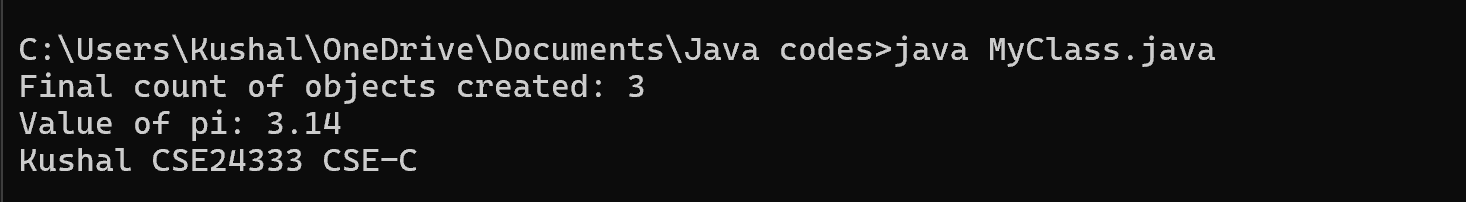 C:\Users\Kushal\OneDrive\Documents\Java codes>java MyClass.java
Final count of objects created: 3
Value of pi: 3.14
Kushal CSE24333 CSE-C